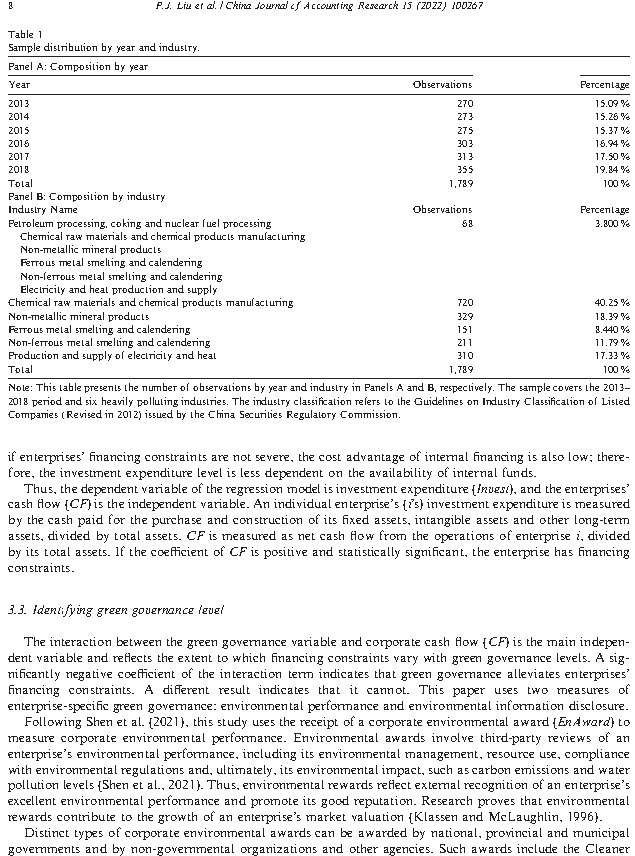 8 P.J. Liu et al. / China Journal of Accounting Research 15 (2022) 100267
Table 1
Sample distribution by year and industry.
Panel A: Composition by year
Year Observations Percentage
2013 270 15.09 %
2014 273 15.26 %
2015 275 15.37 %
2016 303 16.94 %
2017 313 17.50 %
2018 355 19.84 %
Total 1,789 100 %
Panel B: Composition by industry
Industry Name Observations Percentage
Petroleum processing, coking and nuclear fuel processing 68 3.800 %
Chemical raw materials and chemical products manufacturing
Non-metallic mineral products
Ferrous metal smelting and calendering
Non-ferrous metal smelting and calendering
Electricity and heat production and supply
Chemical raw materials and chemical products manufacturing 720 40.25 %
Non-metallic mineral products 329 18.39 %
Ferrous metal smelting and calendering 151 8.440 %
Non-ferrous metal smelting and calendering 211 11.79 %
Production and supply of electricity and heat 310 17.33 %
Total 1,789 100 %
Note: This table presents the number of observations by year and industry in Panels A and B, respectively. The sample covers the 2013–
2018 period and six heavily polluting industries. The industry classification refers to the Guidelines on Industry Classification of Listed
Companies (Revised in 2012) issued by the China Securities Regulatory Commission.
if enterprises’ financing constraints are not severe, the cost advantage of internal financing is also low; there-
fore, the investment expenditure level is less dependent on the availability of internal funds.
Thus, the dependent variable of the regression model is investment expenditure (Invest), and the enterprises’
cash flow (CF) is the independent variable. An individual enterprise’s (i’s) investment expenditure is measured
by the cash paid for the purchase and construction of its fixed assets, intangible assets and other long-term
assets, divided by total assets. CF is measured as net cash flow from the operations of enterprise i, divided
by its total assets. If the coefficient of CF is positive and statistically significant, the enterprise has financing
constraints.
3.3. Identifying green governance level
The interaction between the green governance variable and corporate cash flow (CF) is the main indepen-
dent variable and reflects the extent to which financing constraints vary with green governance levels. A sig-
nificantly negative coefficient of the interaction term indicates that green governance alleviates enterprises’
financing constraints. A different result indicates that it cannot. This paper uses two measures of
enterprise-specific green governance: environmental performance and environmental information disclosure.
Following Shen et al. (2021), this study uses the receipt of a corporate environmental award (EnAward) to
measure corporate environmental performance. Environmental awards involve third-party reviews of an
enterprise’s environmental performance, including its environmental management, resource use, compliance
with environmental regulations and, ultimately, its environmental impact, such as carbon emissions and water
pollution levels (Shen et al., 2021). Thus, environmental rewards reflect external recognition of an enterprise’s
excellent environmental performance and promote its good reputation. Research proves that environmental
rewards contribute to the growth of an enterprise’s market valuation (Klassen and McLaughlin, 1996).
Distinct types of corporate environmental awards can be awarded by national, provincial and municipal
governments and by non-governmental organizations and other agencies. Such awards include the Cleaner